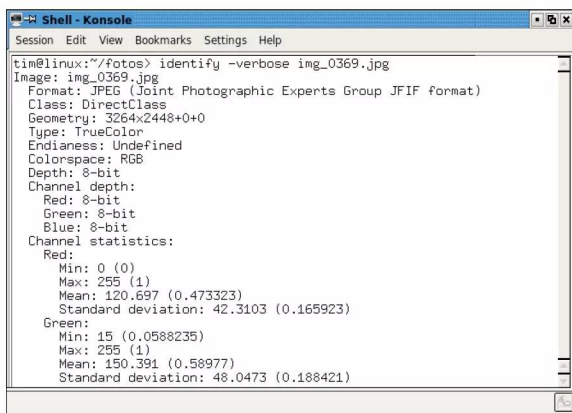 Shell - Konsole
Session Edit View Bookmarks Settings Help
tim@linux:~/fotos> identify -verbose img_0369.jpg
Image: img_0369.jpg
  Format: JPEG (Joint Photographic Experts Group JFIF format)
  Class: DirectClass
  Geometry: 3264x2448+0+0
  Type: TrueColor
  Endianess: Undefined
  Colorspace: RGB
  Depth: 8-bit
  Channel depth:
    Red: 8-bit
    Green: 8-bit
    Blue: 8-bit
  Channel statistics:
    Red:
      Min: 0 (0)
      Max: 255 (1)
      Mean: 120.697 (0.473323)
      Standard deviation: 42.3103 (0.165923)
    Green:
      Min: 15 (0.0588235)
      Max: 255 (1)
      Mean: 150.391 (0.58977)
      Standard deviation: 48.0473 (0.188421)